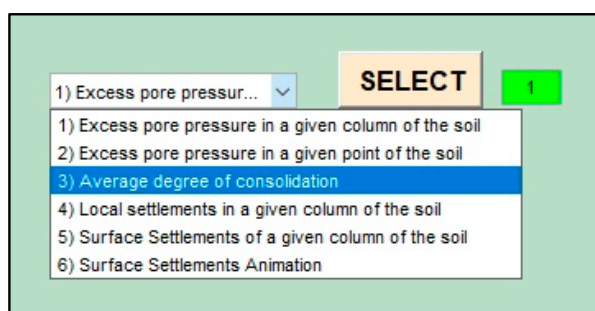 1) Excess pore pressur...
SELECT
1
1) Excess pore pressure in a given column of the soil
2) Excess pore pressure in a given point of the soil
3) Average degree of consolidation
4) Local settlements in a given column of the soil
5) Surface Settlements of a given column of the soil
6) Surface Settlements Animation